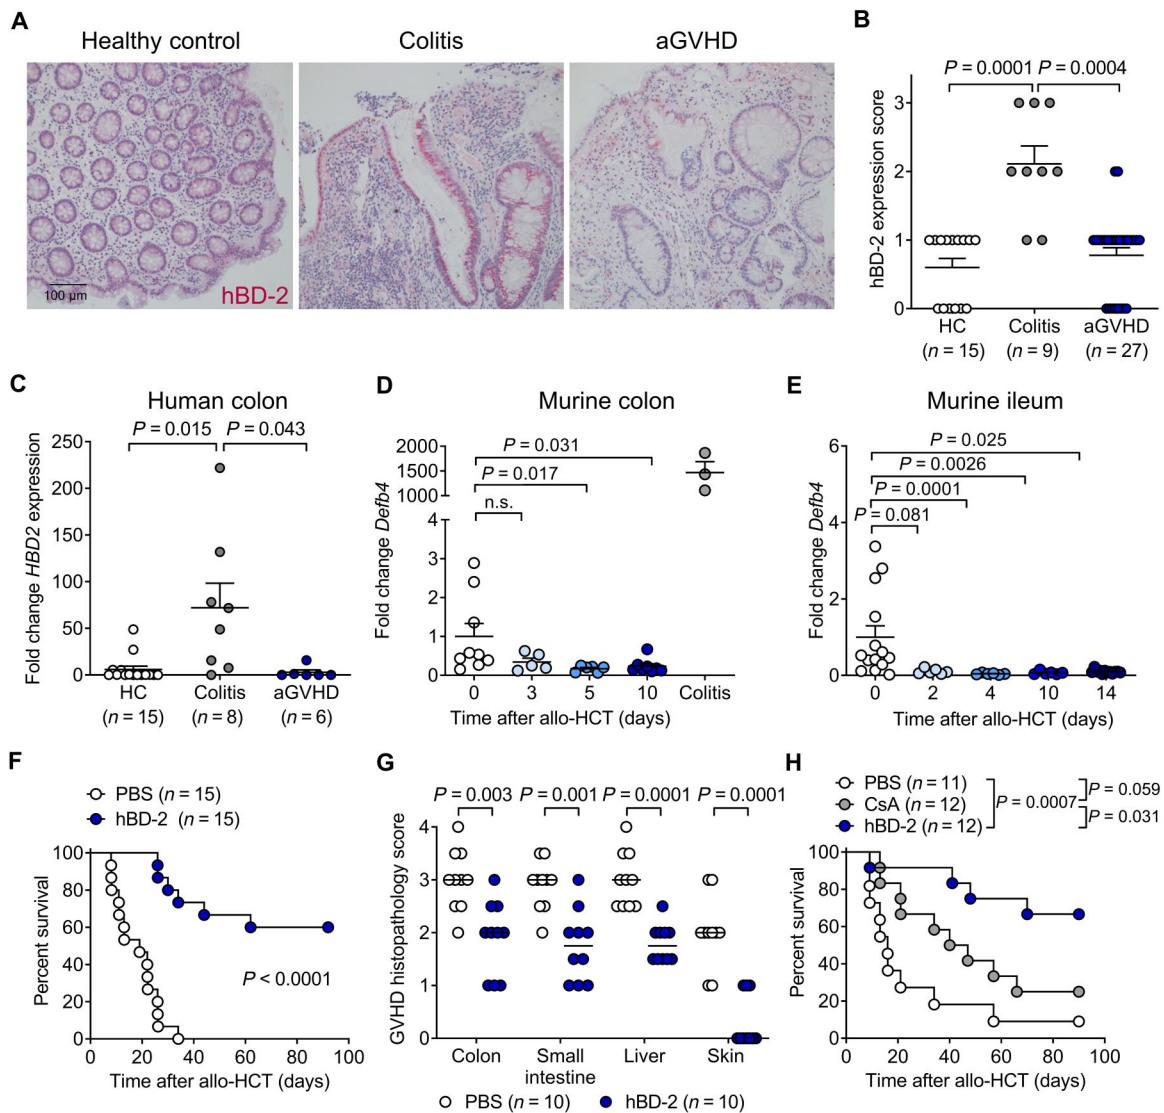 A
Healthy control
Colitis
aGVHD
100 µm
hBD-2
B
P = 0.0001
P = 0.0004
hBD-2 expression score
3
2
1
0
HC
Colitis
aGVHD
(n = 15)
(n = 9)
(n = 27)
C
Human colon
P = 0.015
P = 0.043
Fold change HBD2 expression
250
200
150
100
50
0
HC
Colitis
aGVHD
(n = 15)
(n = 8)
(n = 6)
D
Murine colon
P = 0.031
P = 0.017
n.s.
Fold change Defb4
2000
1500
1000
4
3
2
1
0
0
3
5
10
Colitis
Time after allo-HCT (days)
E
Murine ileum
P = 0.025
P = 0.0026
P = 0.0001
P = 0.081
Fold change Defb4
6
4
2
0
0
2
4
10
14
Time after allo-HCT (days)
F
PBS (n = 15)
hBD-2 (n = 15)
Percent survival
100
80
60
40
20
0
P < 0.0001
0
20
40
60
80
100
Time after allo-HCT (days)
G
P = 0.003
P = 0.001
P = 0.0001
P = 0.0001
GVHD histopathology score
4
3
2
1
0
Colon
Small
intestine
Liver
Skin
PBS (n = 10)
hBD-2 (n = 10)
H
PBS (n = 11)
CsA (n = 12)
hBD-2 (n = 12)
P = 0.0007
P = 0.059
P = 0.031
Percent survival
100
80
60
40
20
0
0
20
40
60
80
100
Time after allo-HCT (days)